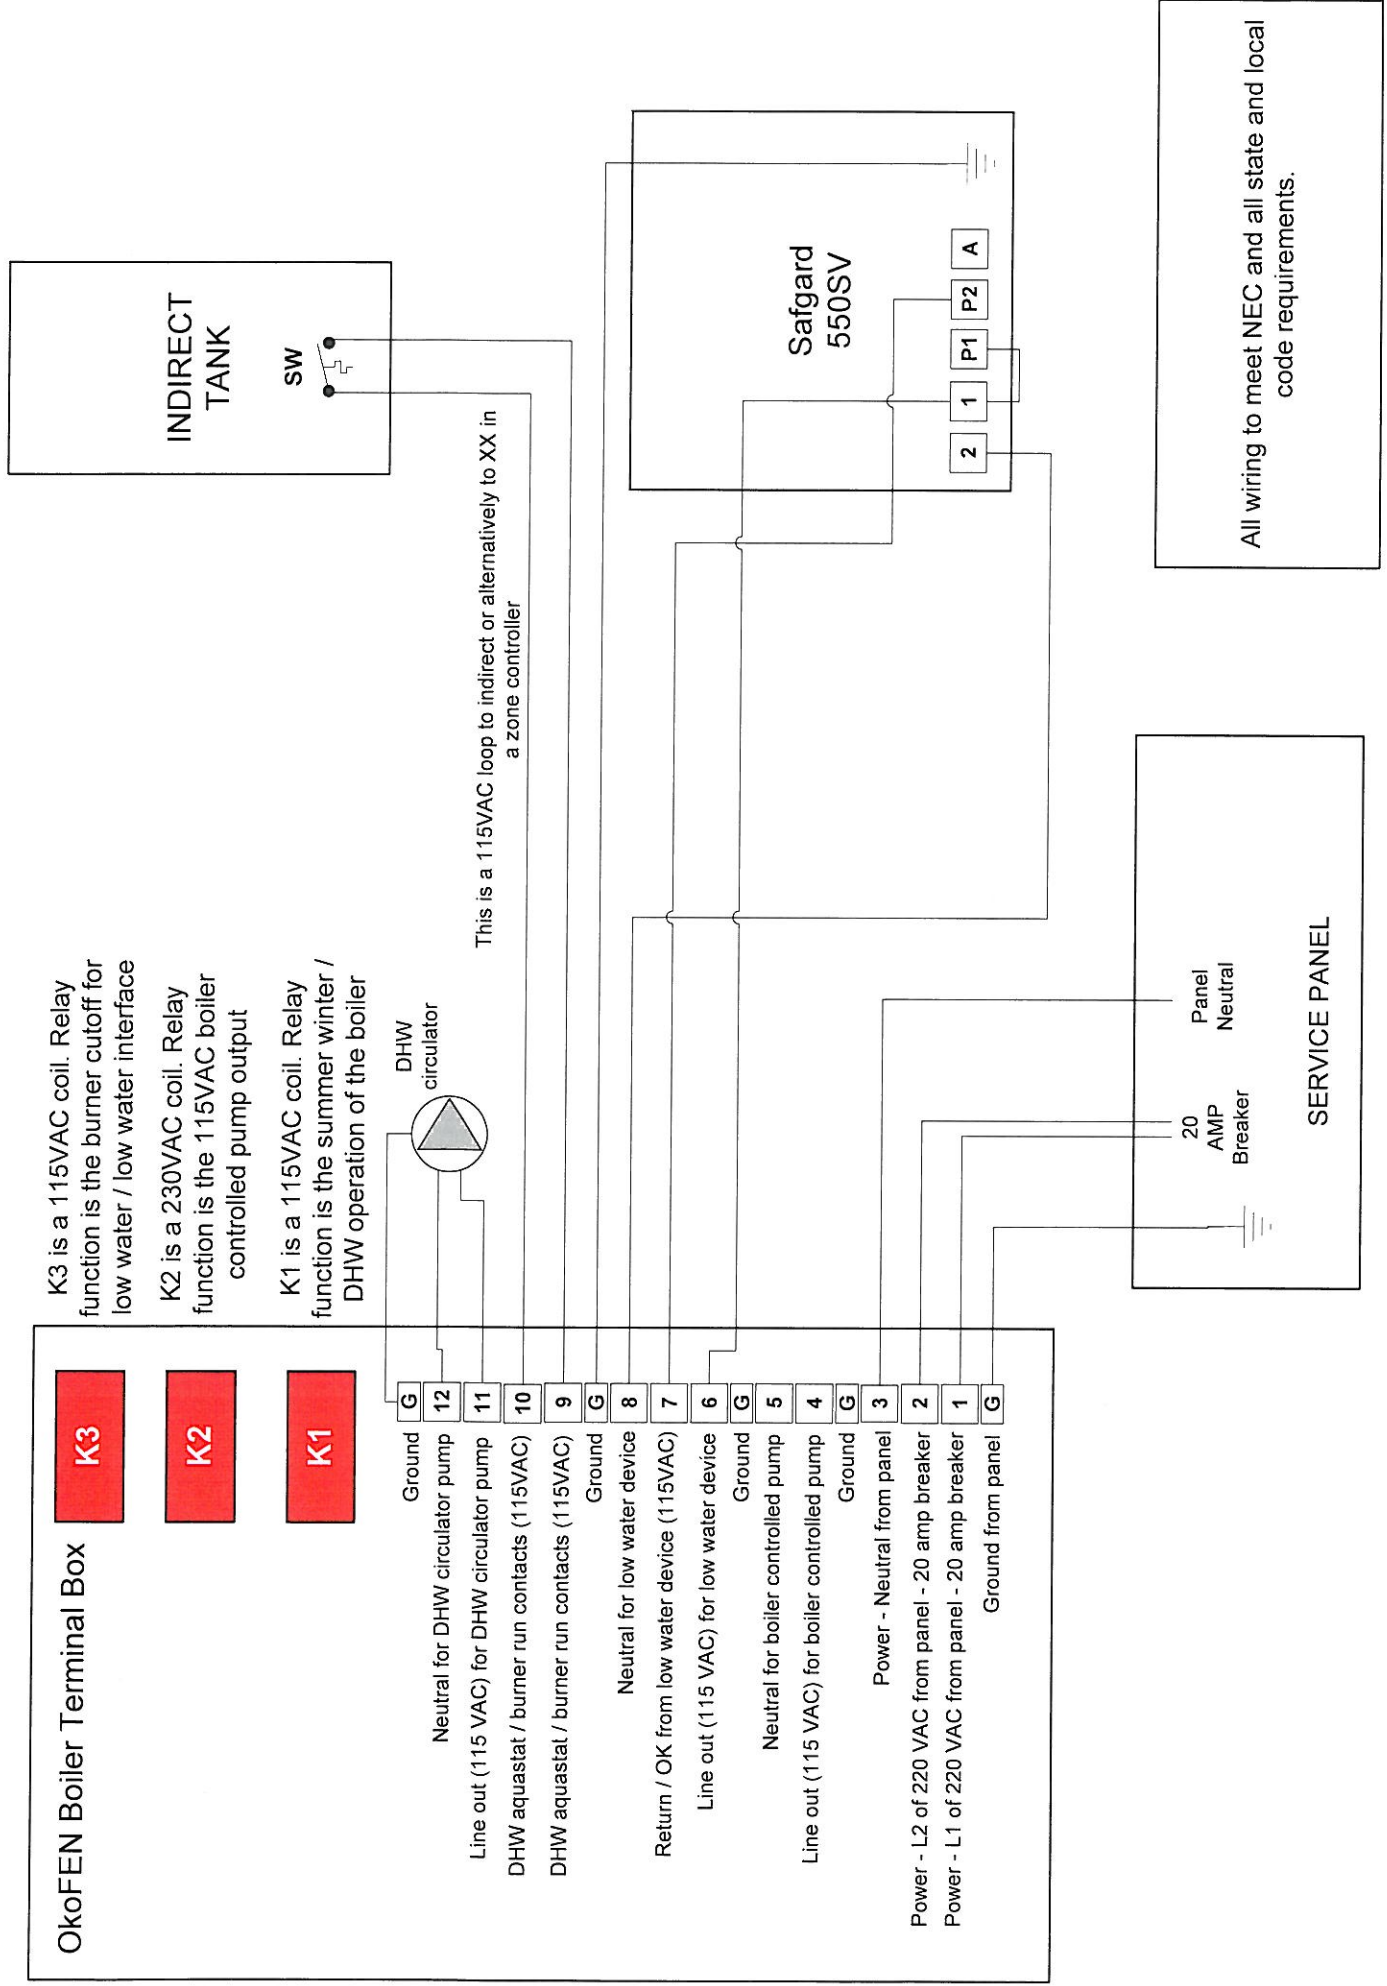 OkoFEN Boiler Terminal Box
K3
K2
K1
K3 is a 115VAC coil. Relay
function is the burner cutoff for
low water / low water interface
K2 is a 230VAC coil. Relay
function is the 115VAC boiler
controlled pump output
K1 is a 115VAC coil. Relay
function is the summer winter /
DHW operation of the boiler
DHW
circulator
Ground G
Neutral for DHW circulator pump 12
Line out (115 VAC) for DHW circulator pump 11
DHW aquastat / burner run contacts (115VAC) 10
DHW aquastat / burner run contacts (115VAC) 9
Ground G
Neutral for low water device 8
Return / OK from low water device (115VAC) 7
Line out (115 VAC) for low water device 6
Ground G
Neutral for boiler controlled pump 5
Line out (115 VAC) for boiler controlled pump 4
Ground G
Power - Neutral from panel 3
Power - L2 of 220 VAC from panel - 20 amp breaker 2
Power - L1 of 220 VAC from panel - 20 amp breaker 1
Ground from panel G
INDIRECT
TANK
SW
This is a 115VAC loop to indirect or alternatively to XX in
a zone controller
Safgard
550SV
2 1 P1 P2 A
20
AMP
Breaker
Panel
Neutral
SERVICE PANEL
All wiring to meet NEC and all state and local
code requirements.